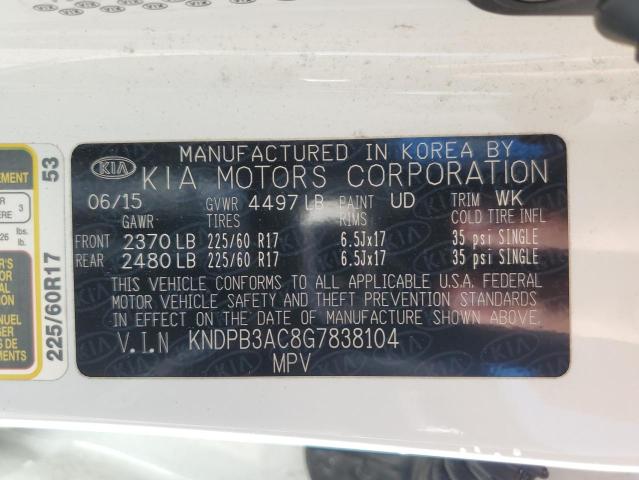 KIA
MANUFACTURED IN KOREA BY
KIA MOTORS CORPORATION
06/15 GVWR 4497 LB PAINT UD TRIM WK
GAWR TIRES RIMS COLD TIRE INFL
FRONT 2370 LB 225/60 R17 6.5Jx17 35 psi SINGLE
REAR 2480 LB 225/60 R17 6.5Jx17 35 psi SINGLE
THIS VEHICLE CONFORMS TO ALL APPLICABLE U.S.A. FEDERAL
MOTOR VEHICLE SAFETY AND THEFT PREVENTION STANDARDS
IN EFFECT ON THE DATE OF MANUFACTURE SHOWN ABOVE.
V.I.N KNDPB3AC8G7838104
MPV
225/60R17 53